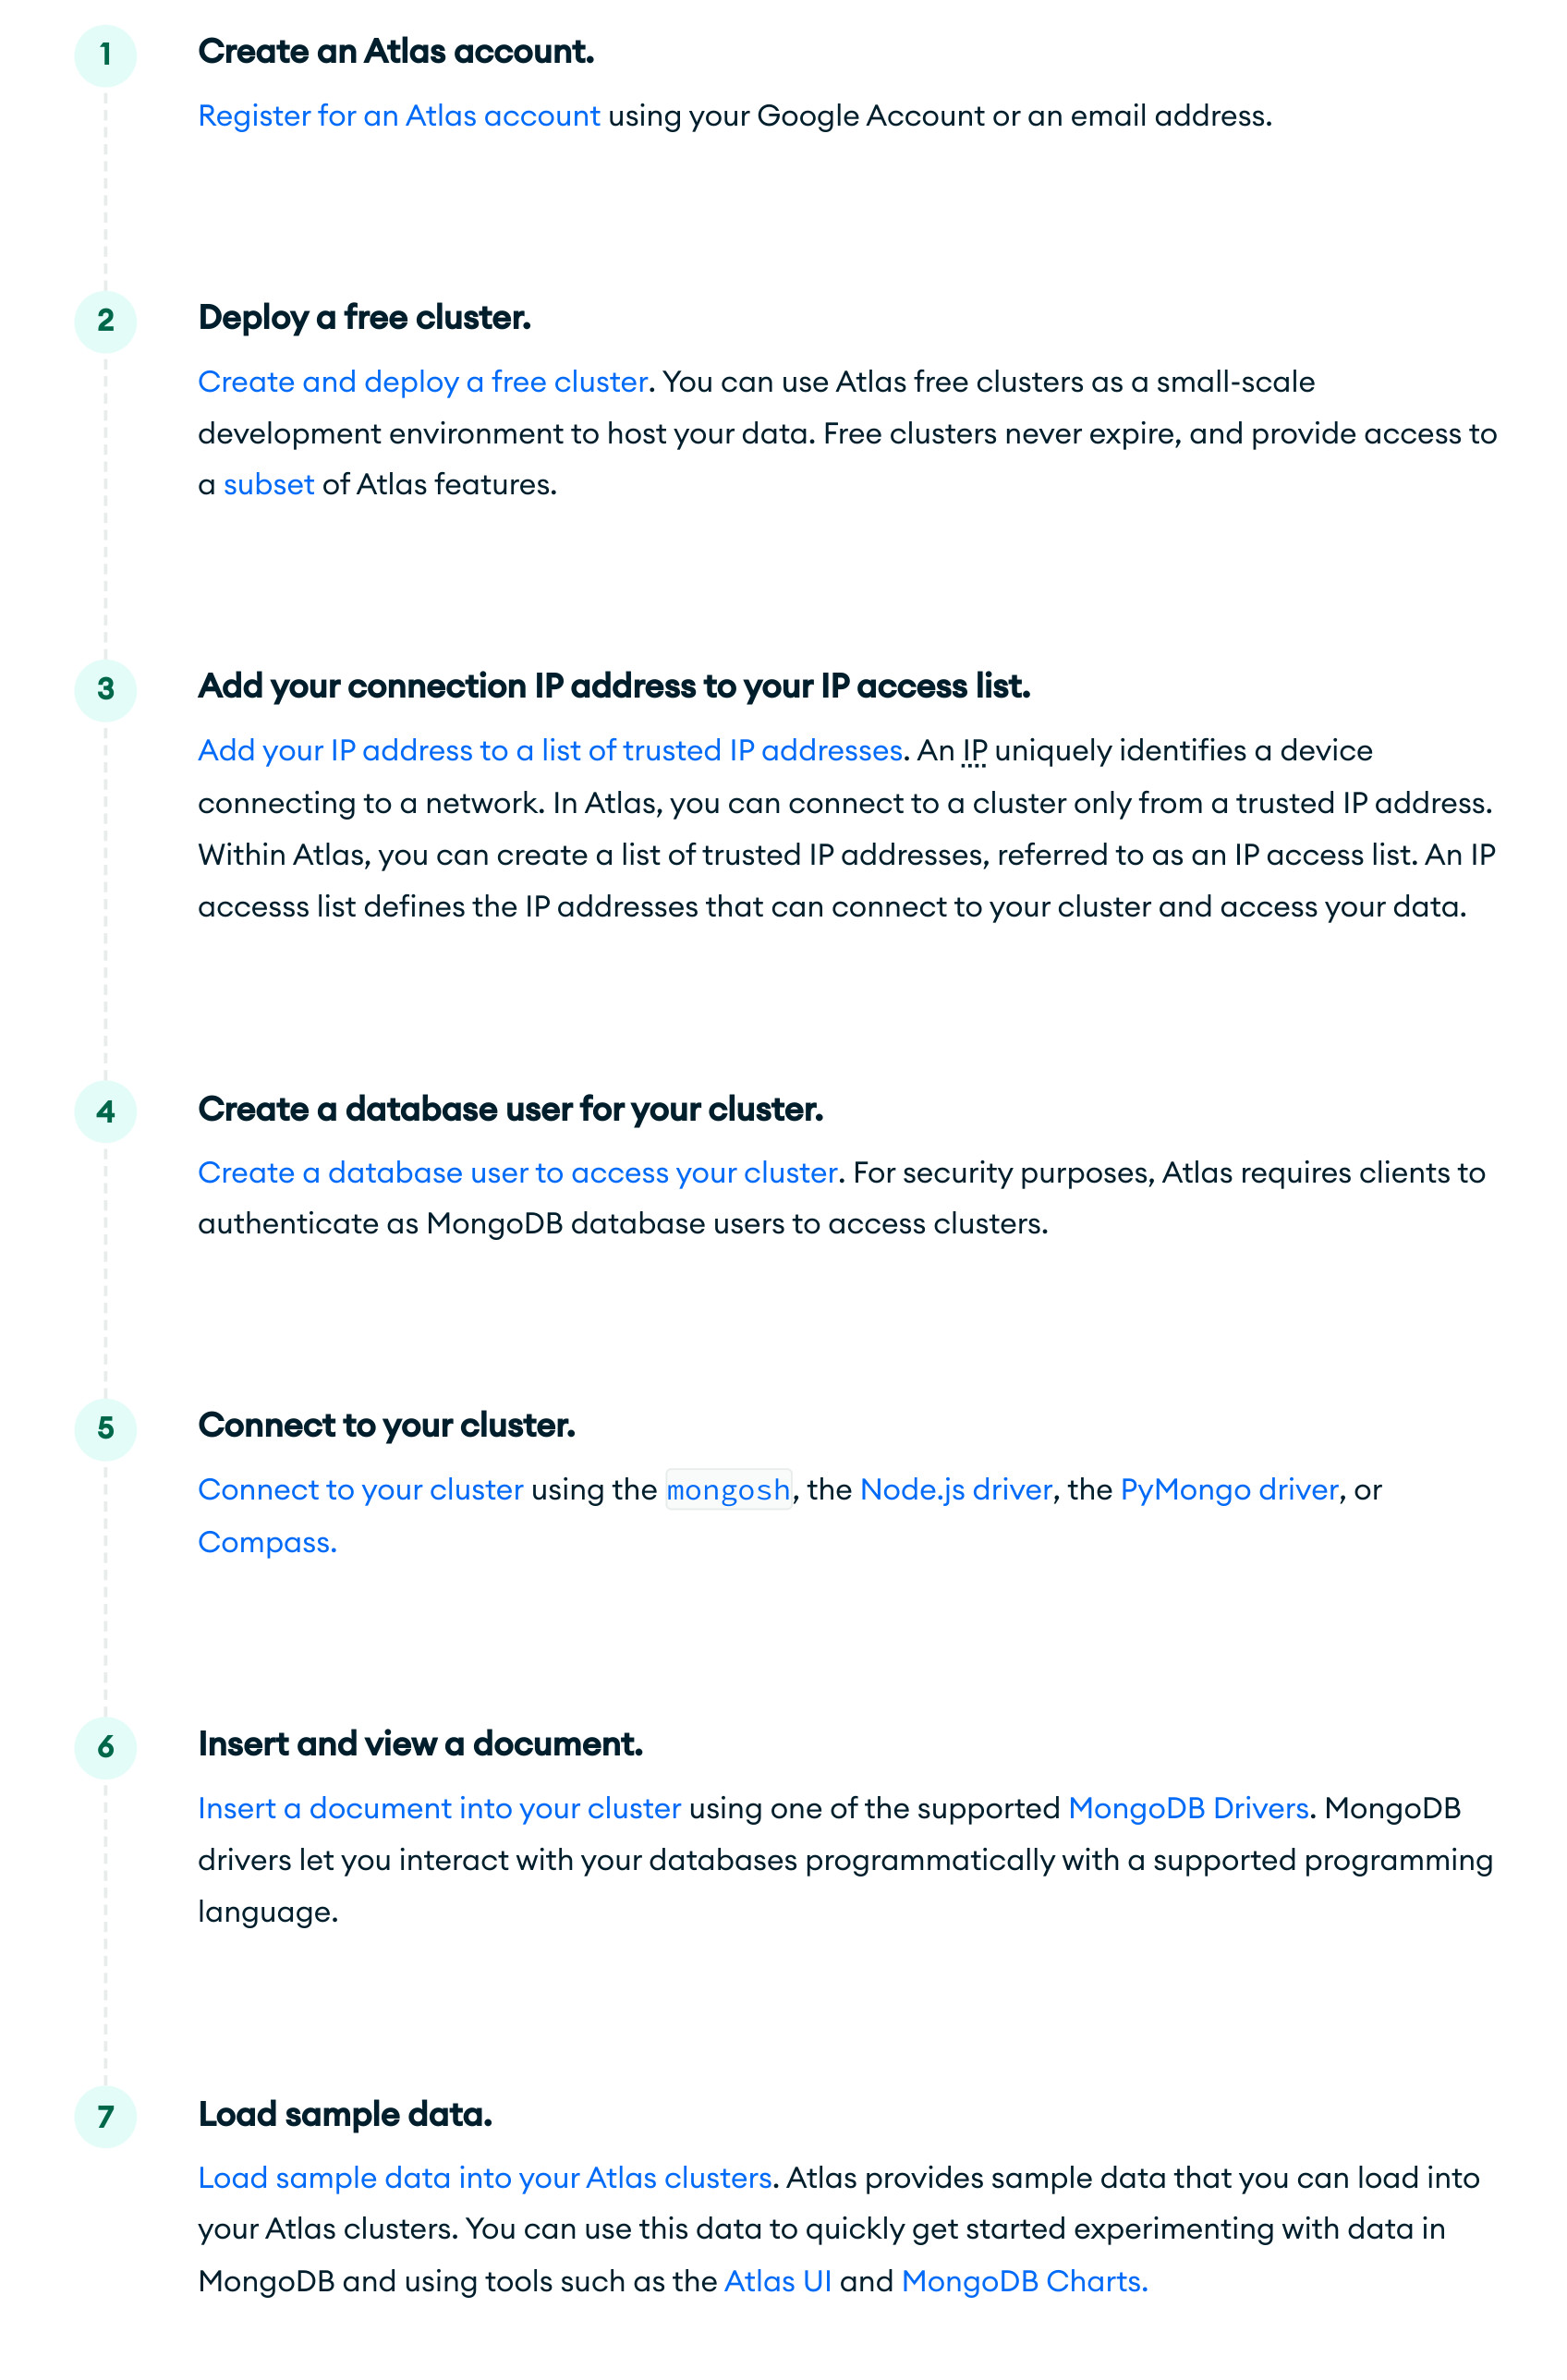 1
Create an Atlas account.
Register for an Atlas account using your Google Account or an email address.
2
Deploy a free cluster.
Create and deploy a free cluster. You can use Atlas free clusters as a small-scale
development environment to host your data. Free clusters never expire, and provide access to
a subset of Atlas features.
3
Add your connection IP address to your IP access list.
Add your IP address to a list of trusted IP addresses. An IP uniquely identifies a device
connecting to a network. In Atlas, you can connect to a cluster only from a trusted IP address.
Within Atlas, you can create a list of trusted IP addresses, referred to as an IP access list. An IP
accesss list defines the IP addresses that can connect to your cluster and access your data.
4
Create a database user for your cluster.
Create a database user to access your cluster. For security purposes, Atlas requires clients to
authenticate as MongoDB database users to access clusters.
5
Connect to your cluster.
Connect to your cluster using the mongosh, the Node.js driver, the PyMongo driver, or
Compass.
6
Insert and view a document.
Insert a document into your cluster using one of the supported MongoDB Drivers. MongoDB
drivers let you interact with your databases programmatically with a supported programming
language.
7
Load sample data.
Load sample data into your Atlas clusters. Atlas provides sample data that you can load into
your Atlas clusters. You can use this data to quickly get started experimenting with data in
MongoDB and using tools such as the Atlas UI and MongoDB Charts.